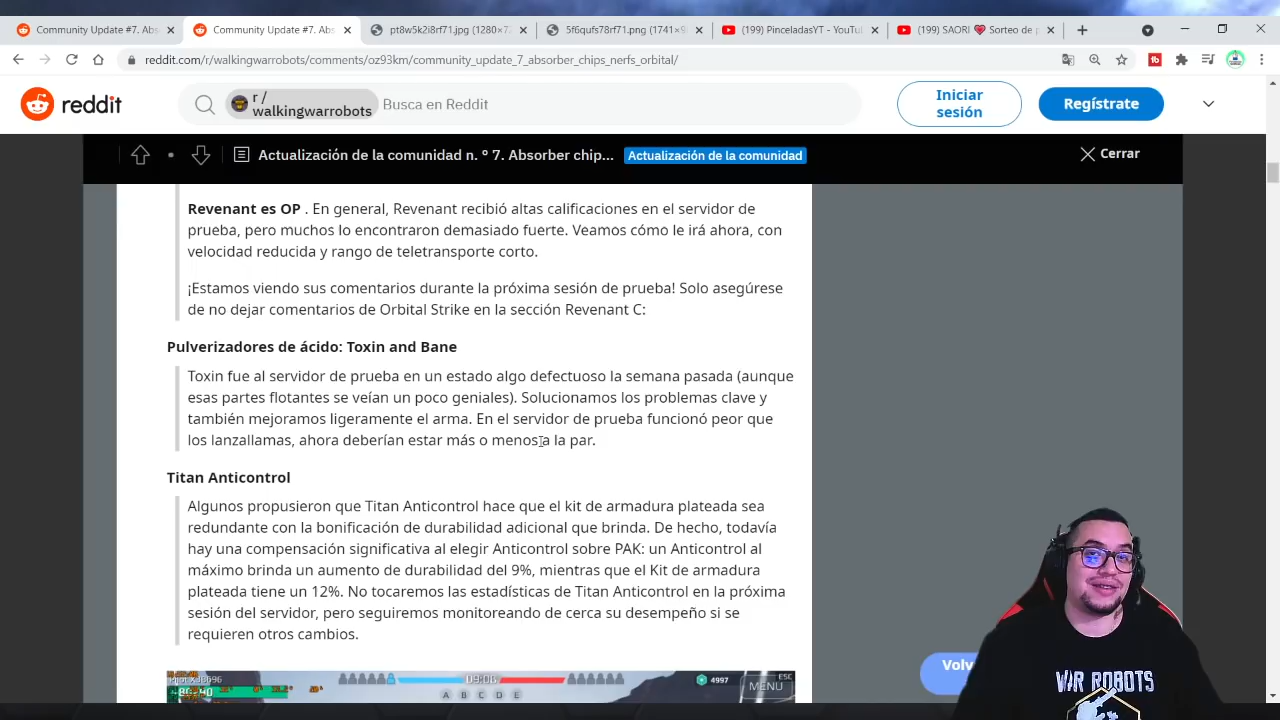 Community Update #7. Abs
Community Update #7. Abs
pt8w5k2i8rf71.jpg (1280×7
5f6qufs78rf71.png (1741×9
(199) PinceladasYT - YouTu
(199) SAORI 💗 Sorteo de p
reddit.com/r/walkingwarrobots/comments/oz93km/community_update_7_absorber_chips_nerfs_orbital/
reddit
r /
walkingwarrobots
Busca en Reddit
Iniciar
sesión
Regístrate
Actualización de la comunidad n. º 7. Absorber chip...
Actualización de la comunidad
Cerrar
Revenant es OP . En general, Revenant recibió altas calificaciones en el servidor de
prueba, pero muchos lo encontraron demasiado fuerte. Veamos cómo le irá ahora, con
velocidad reducida y rango de teletransporte corto.
¡Estamos viendo sus comentarios durante la próxima sesión de prueba! Solo asegúrese
de no dejar comentarios de Orbital Strike en la sección Revenant C:
Pulverizadores de ácido: Toxin and Bane
Toxin fue al servidor de prueba en un estado algo defectuoso la semana pasada (aunque
esas partes flotantes se veían un poco geniales). Solucionamos los problemas clave y
también mejoramos ligeramente el arma. En el servidor de prueba funcionó peor que
los lanzallamas, ahora deberían estar más o menos a la par.
Titan Anticontrol
Algunos propusieron que Titan Anticontrol hace que el kit de armadura plateada sea
redundante con la bonificación de durabilidad adicional que brinda. De hecho, todavía
hay una compensación significativa al elegir Anticontrol sobre PAK: un Anticontrol al
máximo brinda un aumento de durabilidad del 9%, mientras que el Kit de armadura
plateada tiene un 12%. No tocaremos las estadísticas de Titan Anticontrol en la próxima
sesión del servidor, pero seguiremos monitoreando de cerca su desempeño si se
requieren otros cambios.
Volv
A B C D E
4997
ESC
MENU
WAR ROBOTS